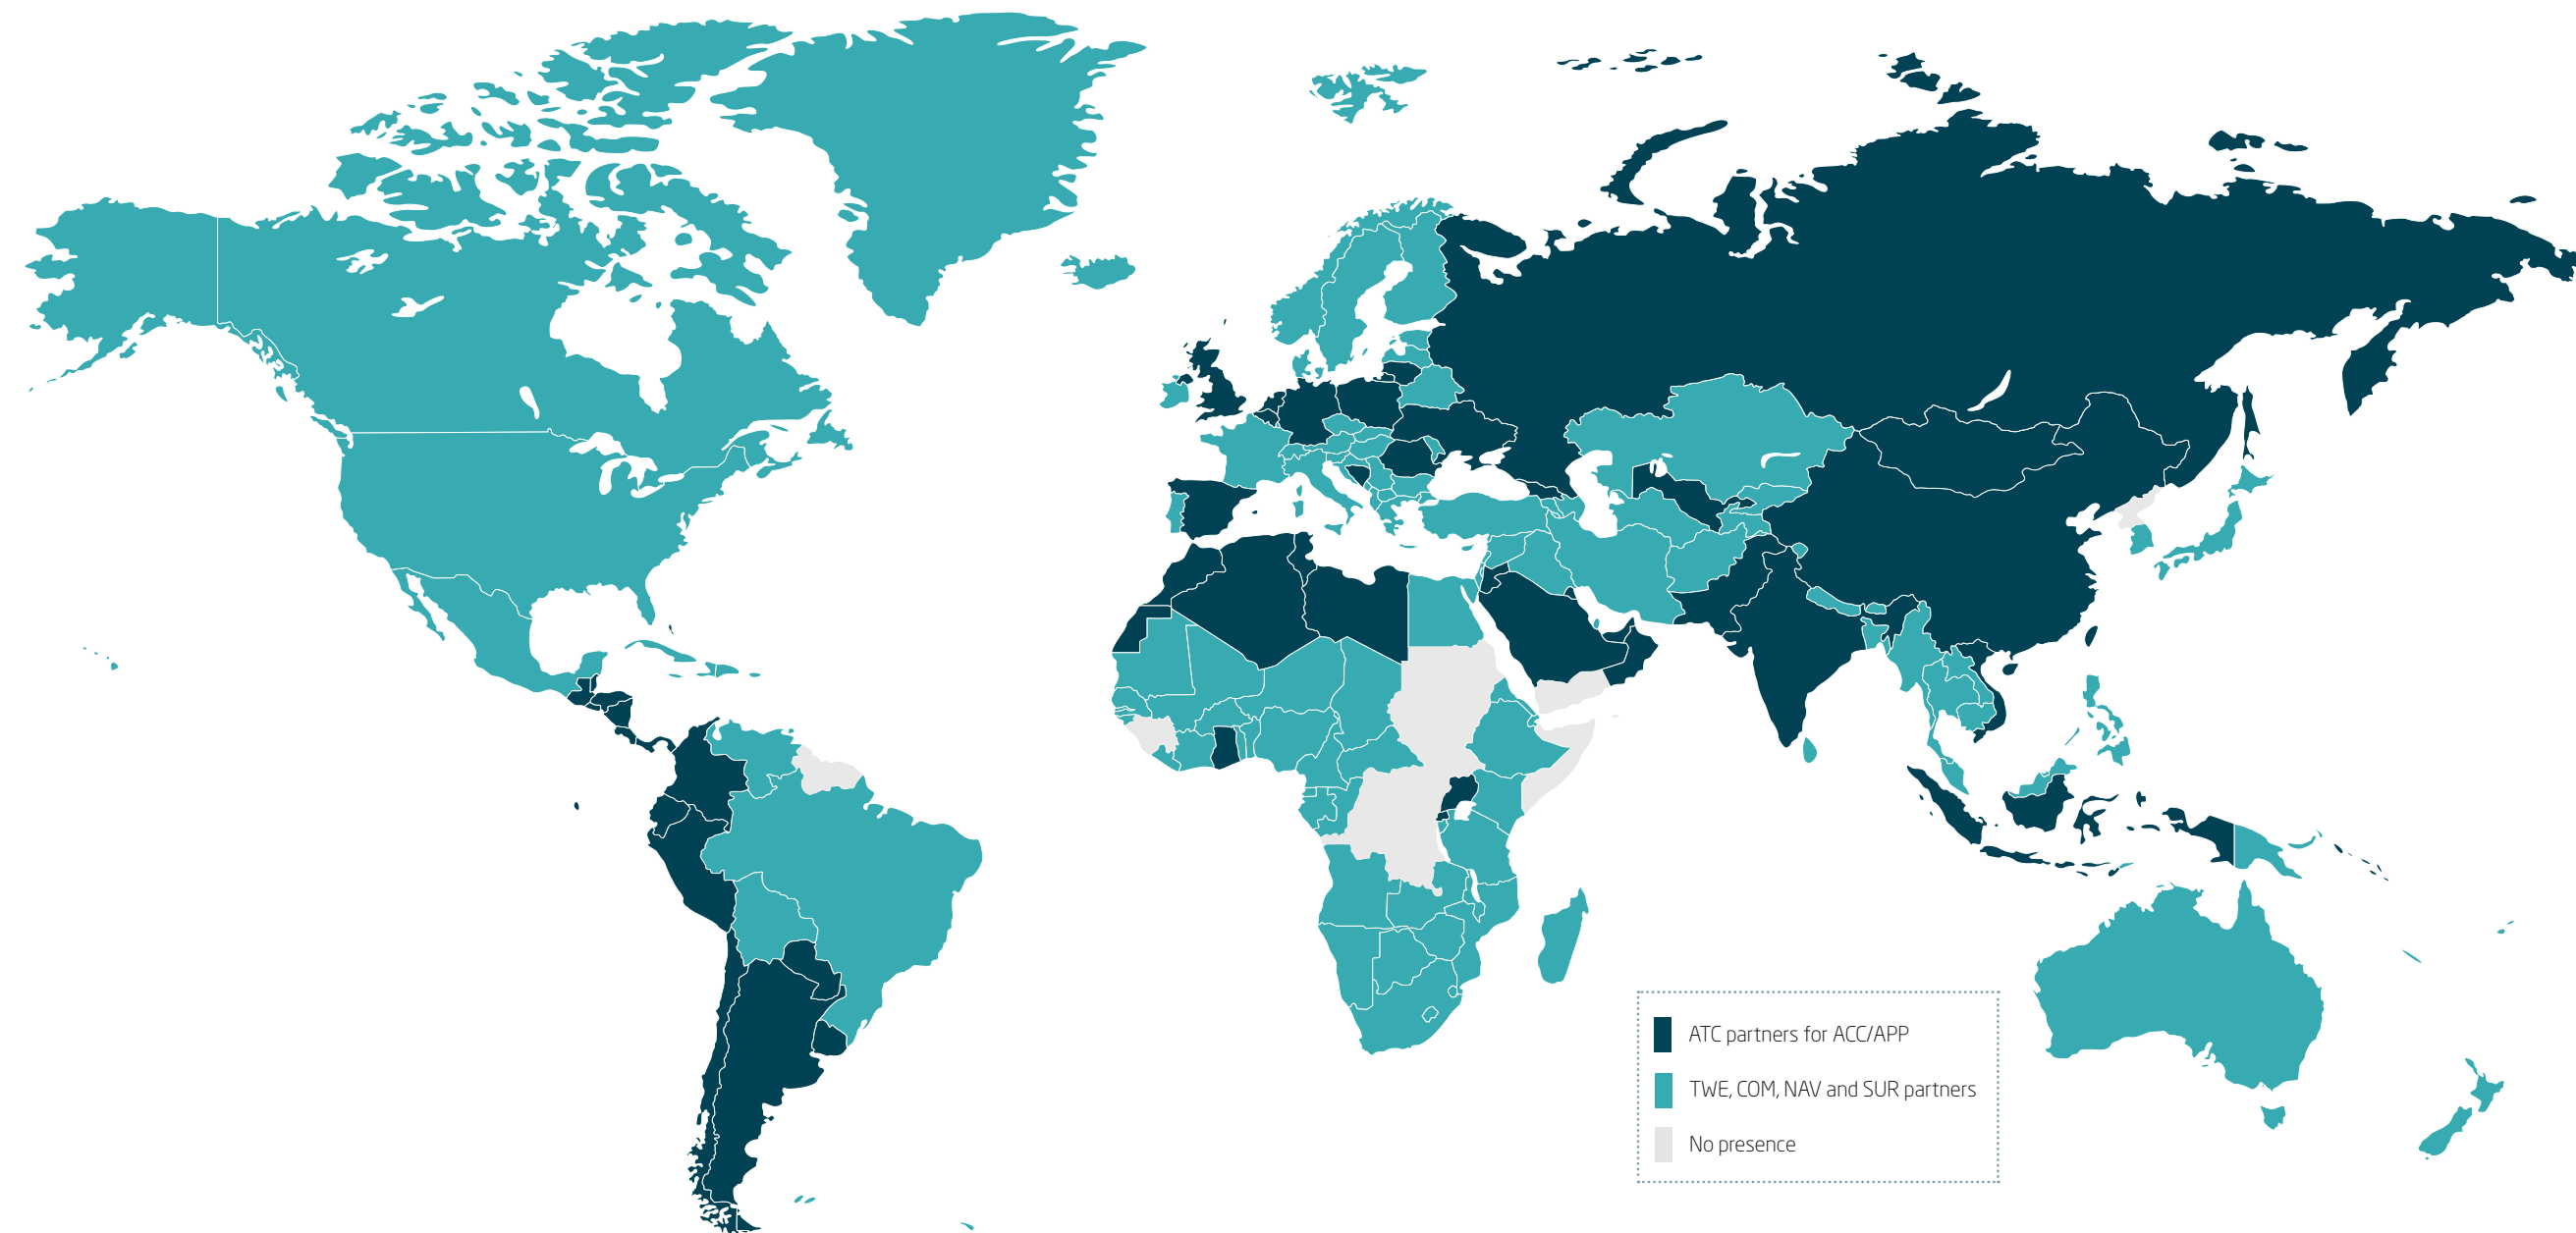 ATC partners for ACC/APP
TWE, COM, NAV and SUR partners
No presence